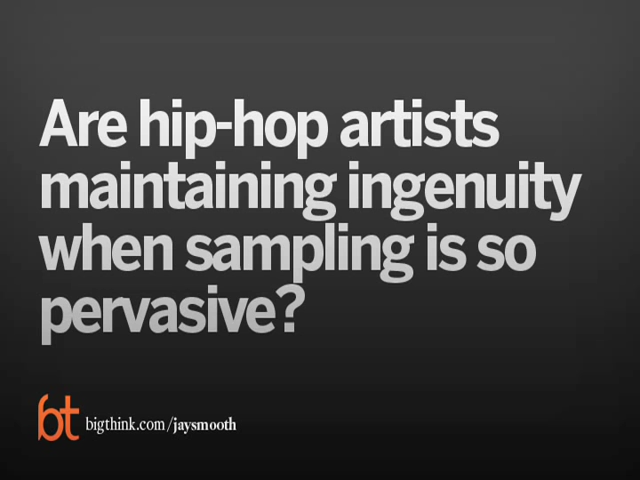 Are hip-hop artists
maintaining ingenuity
when sampling is so
pervasive?
bt bigthink.com/jaysmooth